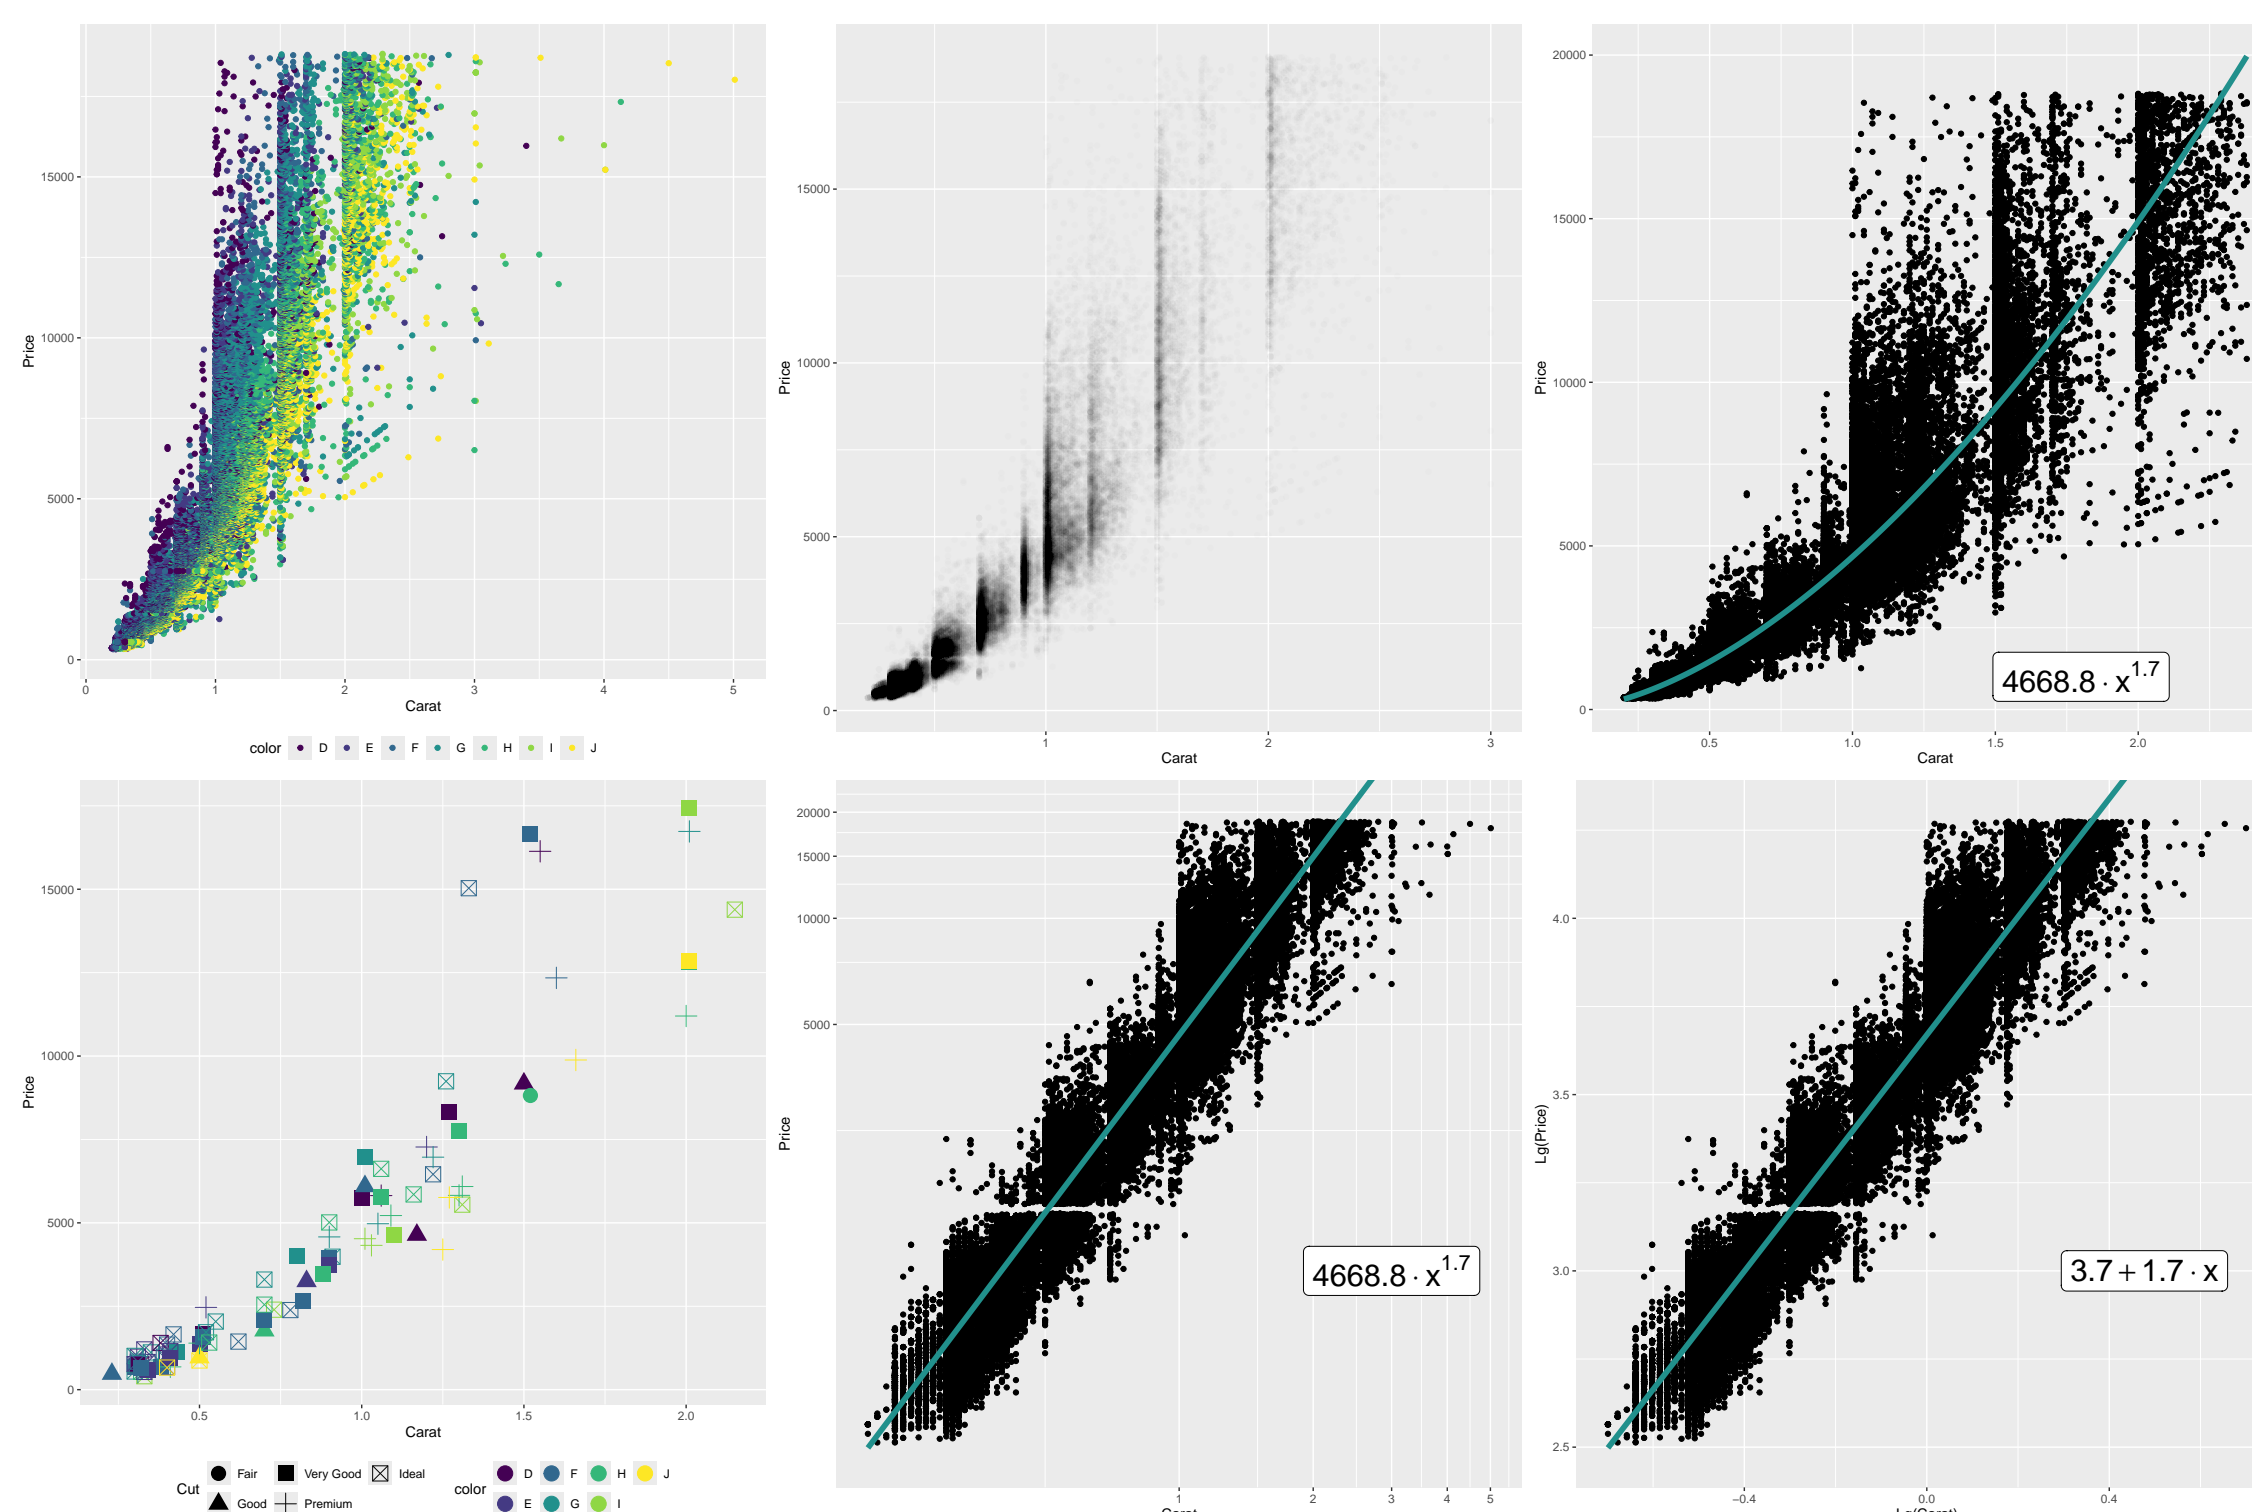 Price
15000
10000
5000
0
0 1 2 3 4 5
Carat
color D E F G H I J
Price
15000
10000
5000
0
1 2 3
Carat
Price
20000
15000
10000
5000
0
0.5 1.0 1.5 2.0
Carat
4668.8 · x^1.7
Price
15000
10000
5000
0
0.5 1.0 1.5 2.0
Carat
Cut
Fair Very Good Ideal
Good Premium
color
D F H J
E G I
Price
20000
15000
10000
5000
1 2 3 4 5
Carat
4668.8 · x^1.7
Lg(Price)
4.0
3.5
3.0
2.5
−0.4 0.0 0.4
Lg(Carat)
3.7 + 1.7 · x